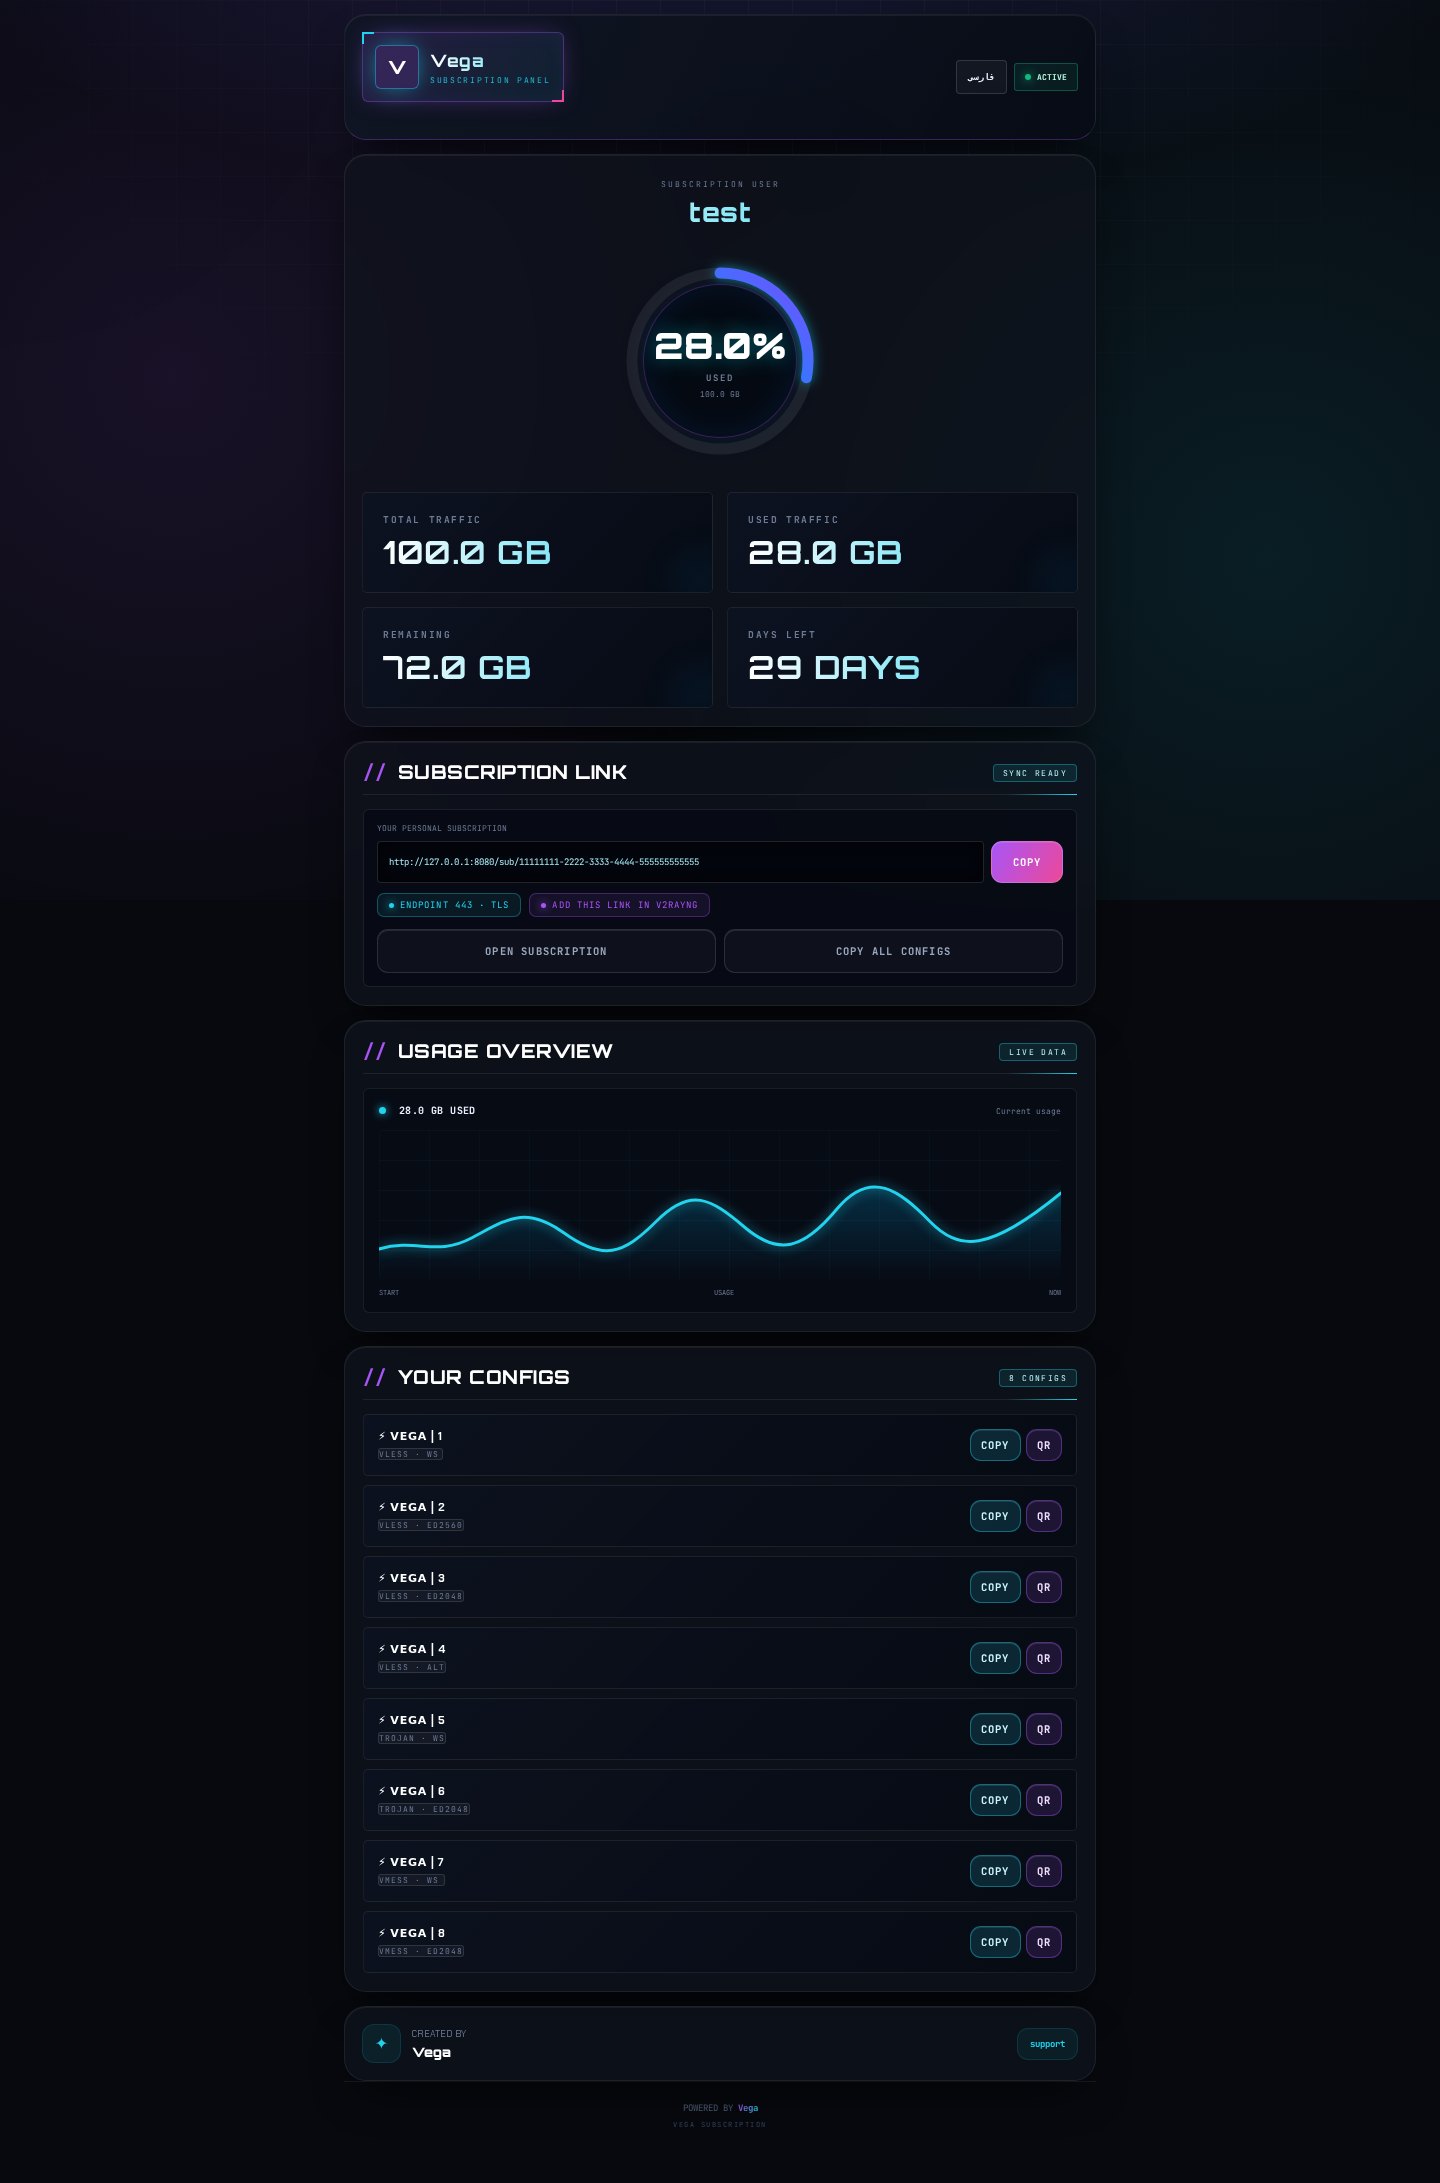 V
Vega
SUBSCRIPTION PANEL
فارسی
ACTIVE
SUBSCRIPTION USER
test
28.0%
USED
100.0 GB
TOTAL TRAFFIC
100.0 GB
USED TRAFFIC
28.0 GB
REMAINING
72.0 GB
DAYS LEFT
29 DAYS
// SUBSCRIPTION LINK
SYNC READY
YOUR PERSONAL SUBSCRIPTION
http://127.0.0.1:8080/sub/11111111-2222-3333-4444-555555555555
COPY
ENDPOINT 443 · TLS
ADD THIS LINK IN V2RAYNG
OPEN SUBSCRIPTION
COPY ALL CONFIGS
// USAGE OVERVIEW
LIVE DATA
28.0 GB USED
Current usage
START
USAGE
NOW
// YOUR CONFIGS
8 CONFIGS
⚡ VEGA | 1
VLESS · WS
COPY
QR
⚡ VEGA | 2
VLESS · ED2560
COPY
QR
⚡ VEGA | 3
VLESS · ED2048
COPY
QR
⚡ VEGA | 4
VLESS · ALT
COPY
QR
⚡ VEGA | 5
TROJAN · WS
COPY
QR
⚡ VEGA | 6
TROJAN · ED2048
COPY
QR
⚡ VEGA | 7
VMESS · WS
COPY
QR
⚡ VEGA | 8
VMESS · ED2048
COPY
QR
CREATED BY
Vega
support
POWERED BY Vega
VEGA SUBSCRIPTION